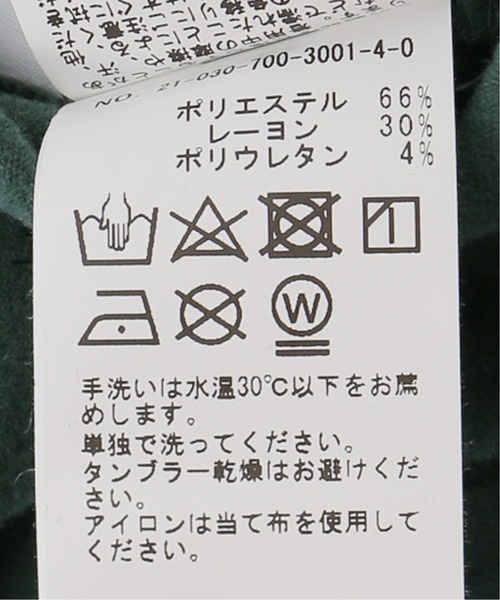 NO. 21-030-700-3001-4-0
ポリエステル 66%
レーヨン 30%
ポリウレタン 4%
W
手洗いは水温30℃以下をお薦
めします。
単独で洗ってください。
タンブラー乾燥はお避けくだ
さい。
アイロンは当て布を使用して
ください。